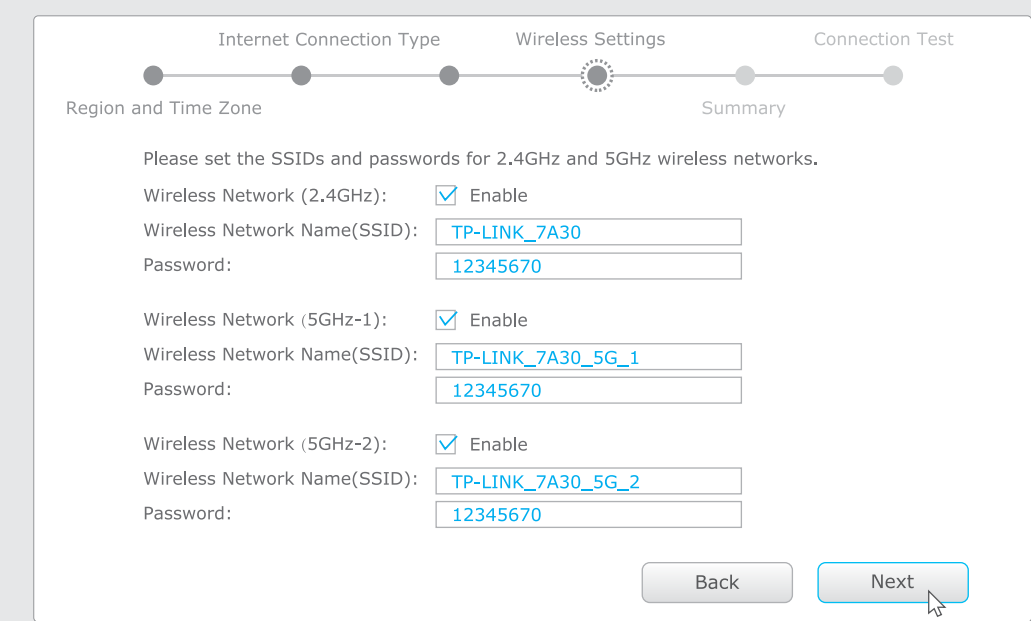 Internet Connection Type Wireless Settings Connection Test
Region and Time Zone Summary
Please set the SSIDs and passwords for 2.4GHz and 5GHz wireless networks.
Wireless Network (2.4GHz): Enable
Wireless Network Name(SSID): TP-LINK_7A30
Password: 12345670
Wireless Network (5GHz-1): Enable
Wireless Network Name(SSID): TP-LINK_7A30_5G_1
Password: 12345670
Wireless Network (5GHz-2): Enable
Wireless Network Name(SSID): TP-LINK_7A30_5G_2
Password: 12345670
Back Next